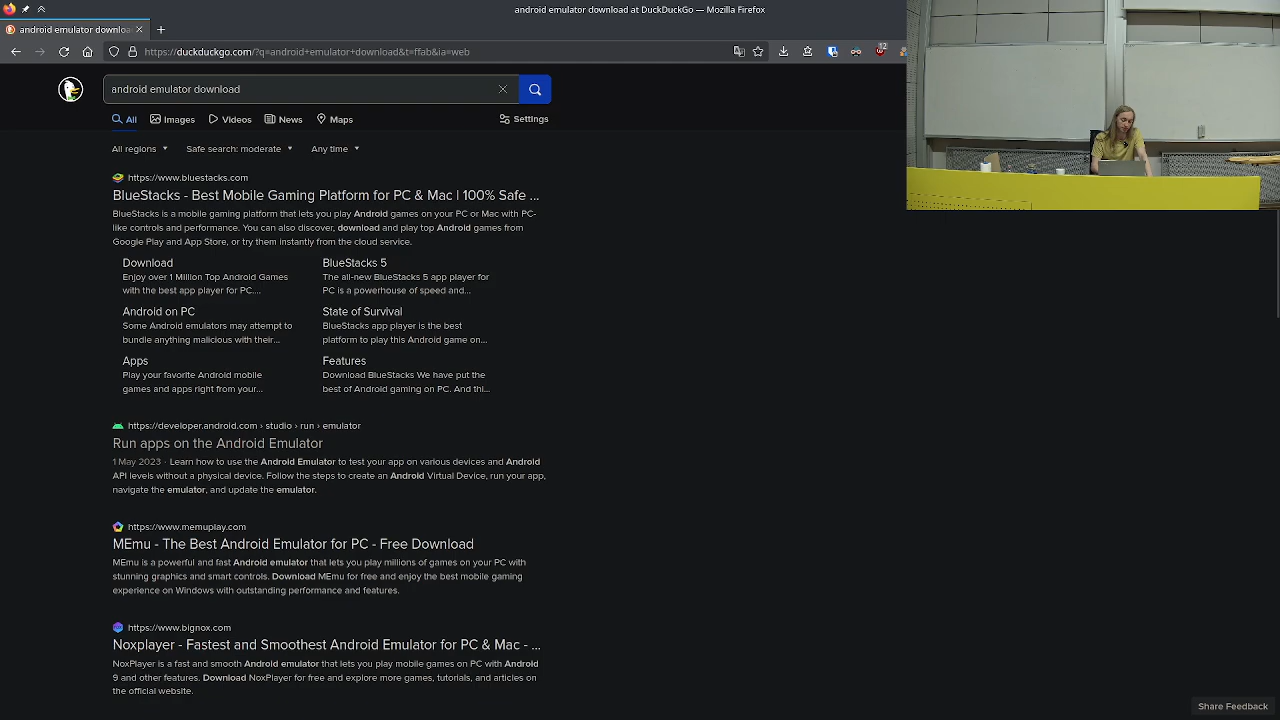 android emulator download at DuckDuckGo — Mozilla Firefox
android emulator downloa
https://duckduckgo.com/?q=android+emulator+download&t=ffab&ia=web
12
android emulator download
All
Images
Videos
News
Maps
Settings
All regions
Safe search: moderate
Any time
https://www.bluestacks.com
BlueStacks - Best Mobile Gaming Platform for PC & Mac | 100% Safe ...
BlueStacks is a mobile gaming platform that lets you play Android games on your PC or Mac with PC-
like controls and performance. You can also discover, download and play top Android games from
Google Play and App Store, or try them instantly from the cloud service.
Download
Enjoy over 1 Million Top Android Games
with the best app player for PC....
BlueStacks 5
The all-new BlueStacks 5 app player for
PC is a powerhouse of speed and...
Android on PC
Some Android emulators may attempt to
bundle anything malicious with their...
State of Survival
BlueStacks app player is the best
platform to play this Android game on...
Apps
Play your favorite Android mobile
games and apps right from your...
Features
Download BlueStacks We have put the
best of Android gaming on PC. And thi...
https://developer.android.com › studio › run › emulator
Run apps on the Android Emulator
1 May 2023 · Learn how to use the Android Emulator to test your app on various devices and Android
API levels without a physical device. Follow the steps to create an Android Virtual Device, run your app,
navigate the emulator, and update the emulator.
https://www.memuplay.com
MEmu - The Best Android Emulator for PC - Free Download
MEmu is a powerful and fast Android emulator that lets you play millions of games on your PC with
stunning graphics and smart controls. Download MEmu for free and enjoy the best mobile gaming
experience on Windows with outstanding performance and features.
https://www.bignox.com
Noxplayer - Fastest and Smoothest Android Emulator for PC & Mac - ...
NoxPlayer is a fast and smooth Android emulator that lets you play mobile games on PC with Android
9 and other features. Download NoxPlayer for free and explore more games, tutorials, and articles on
the official website.
Share Feedback